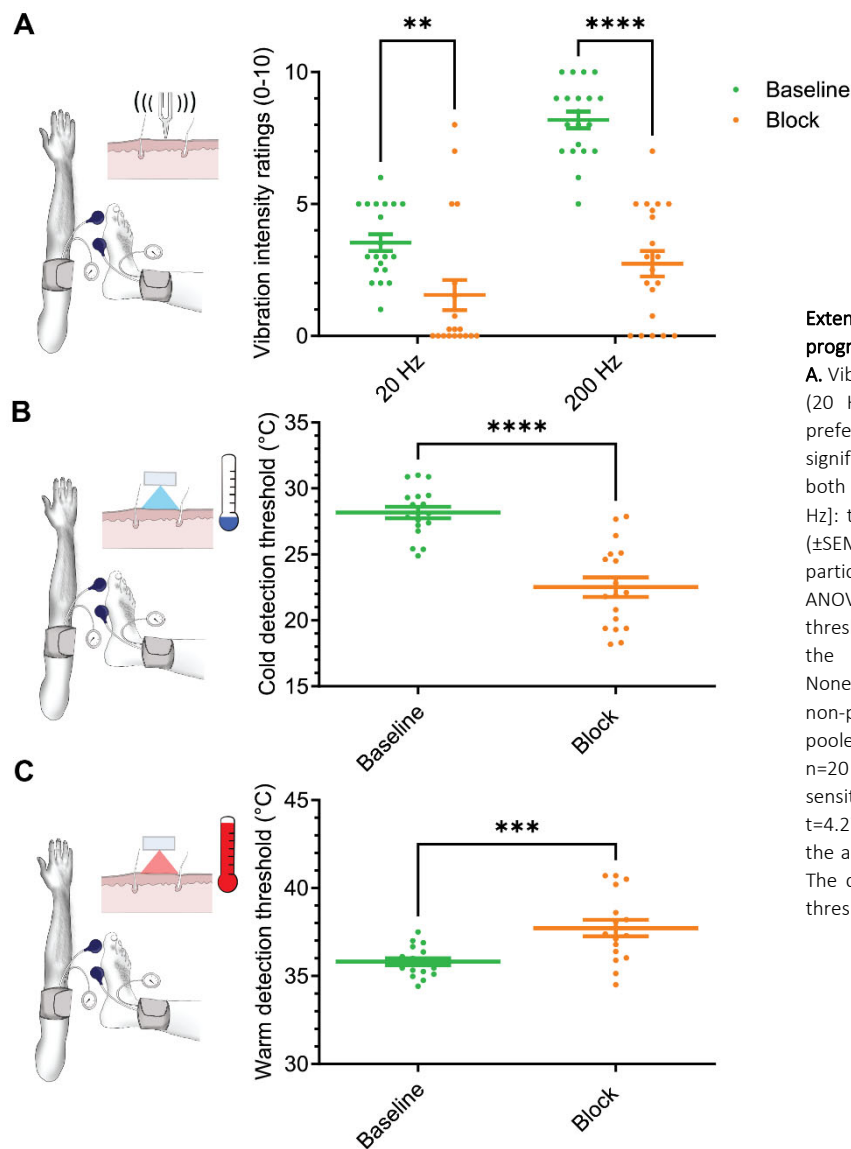 A
Vibration intensity ratings (0-10)
10
5
0
**
****
20 Hz
200 Hz
Baseline
Block
B
Cold detection threshold (°C)
35
30
25
20
15
****
Baseline
Block
C
Warm detection threshold (°C)
45
40
35
30
***
Baseline
Block
Exten
progr
A. Vib
(20 H
prefe
signif
both
Hz]: t
(±SEM
partic
ANOV
thres
the
None
non-p
poole
n=20
sensit
t=4.2
the a
The c
thres